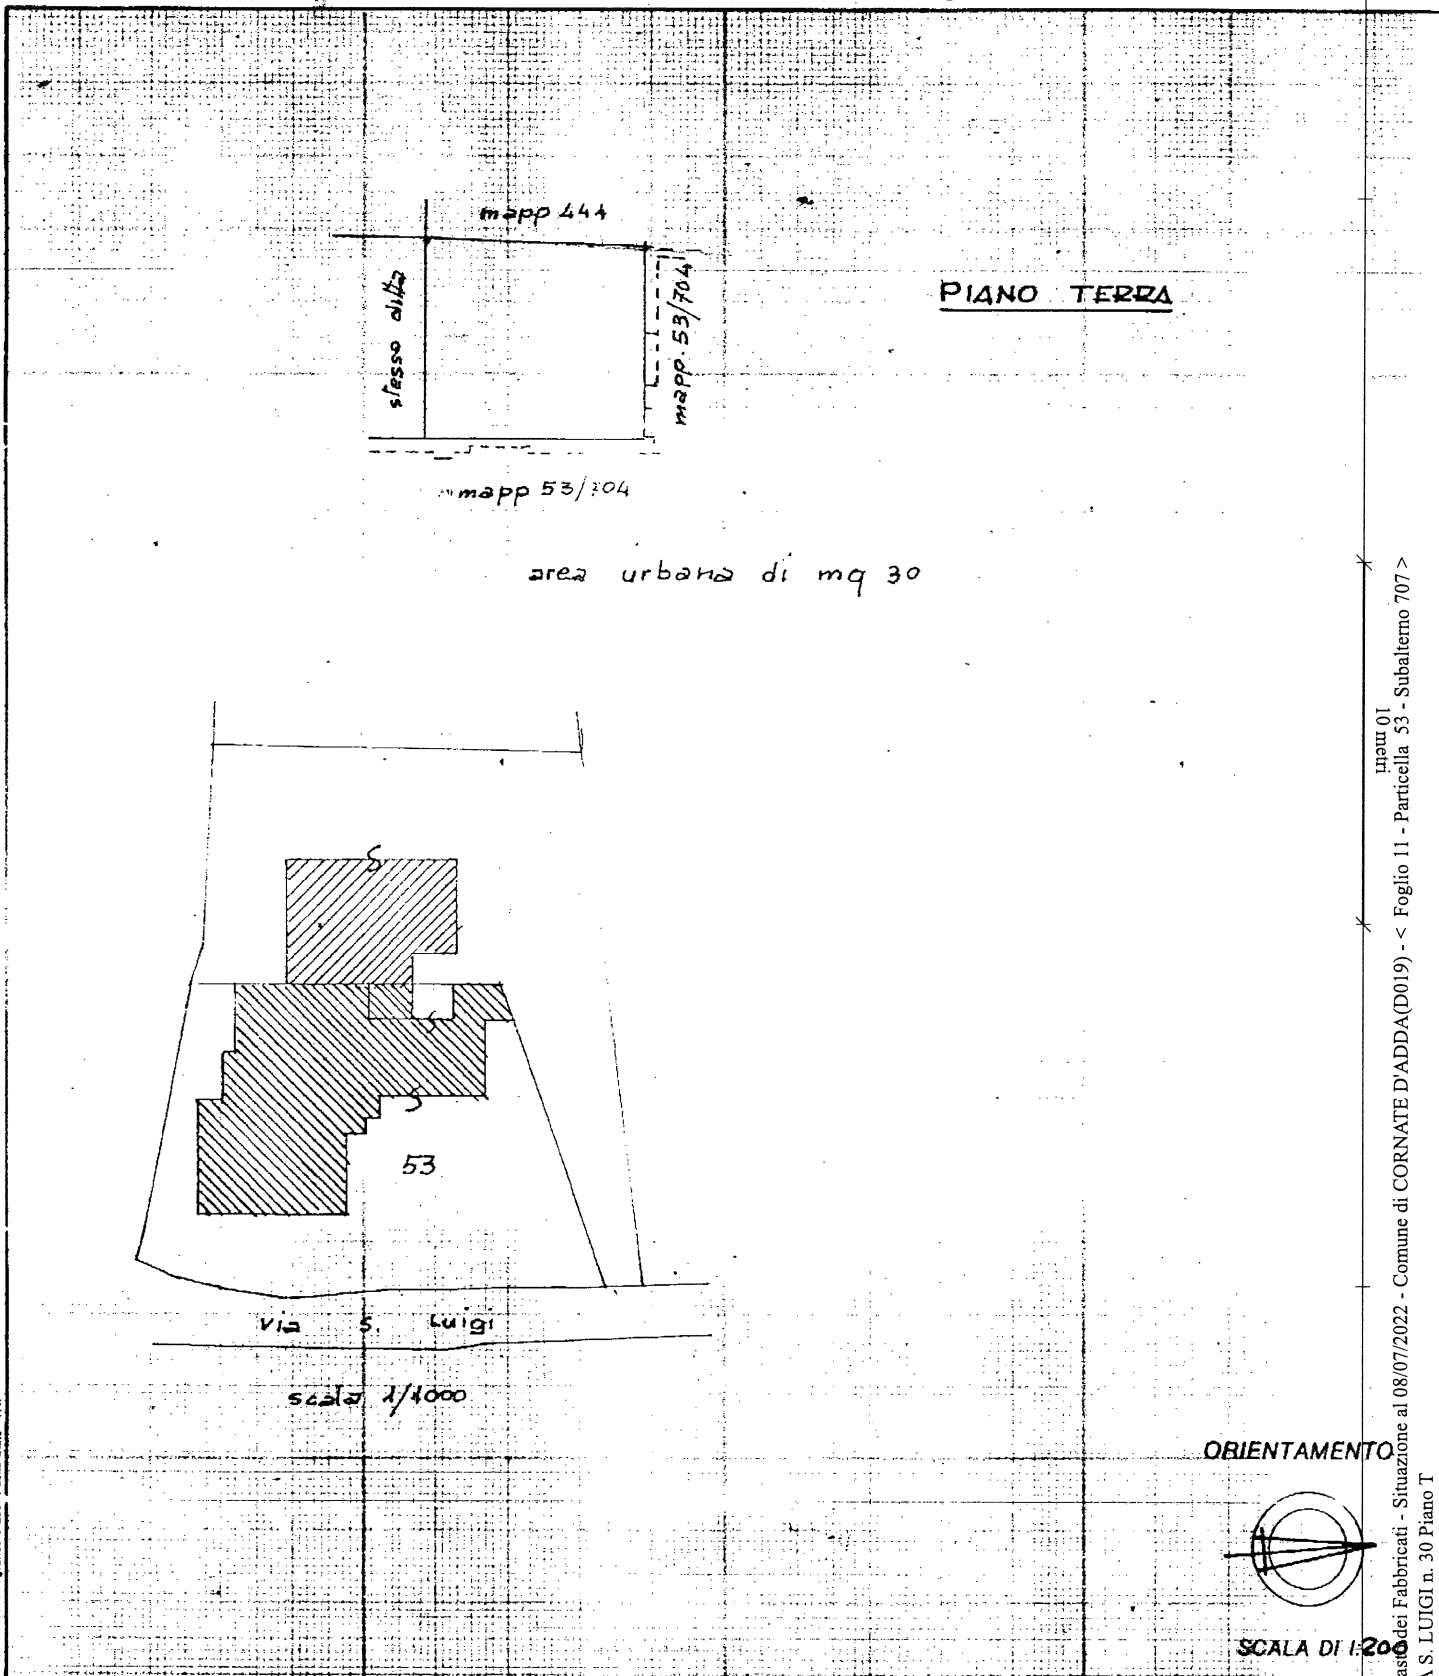 mapp 444
stesso ditta
mapp. 53/704
PIANO TERRA
mapp 53/704
area urbana di mq 30
S
S
S
53
via S. Luigi
scala 1/1000
ORIENTAMENTO
SCALA DI 1:200
10 metri
dei Fabbricati - Situazione al 08/07/2022 - Comune di CORNATE D'ADDA(D019) - < Foglio 11 - Particella 53 - Subalterno 707 >
S. LUIGI n. 30 Piano T